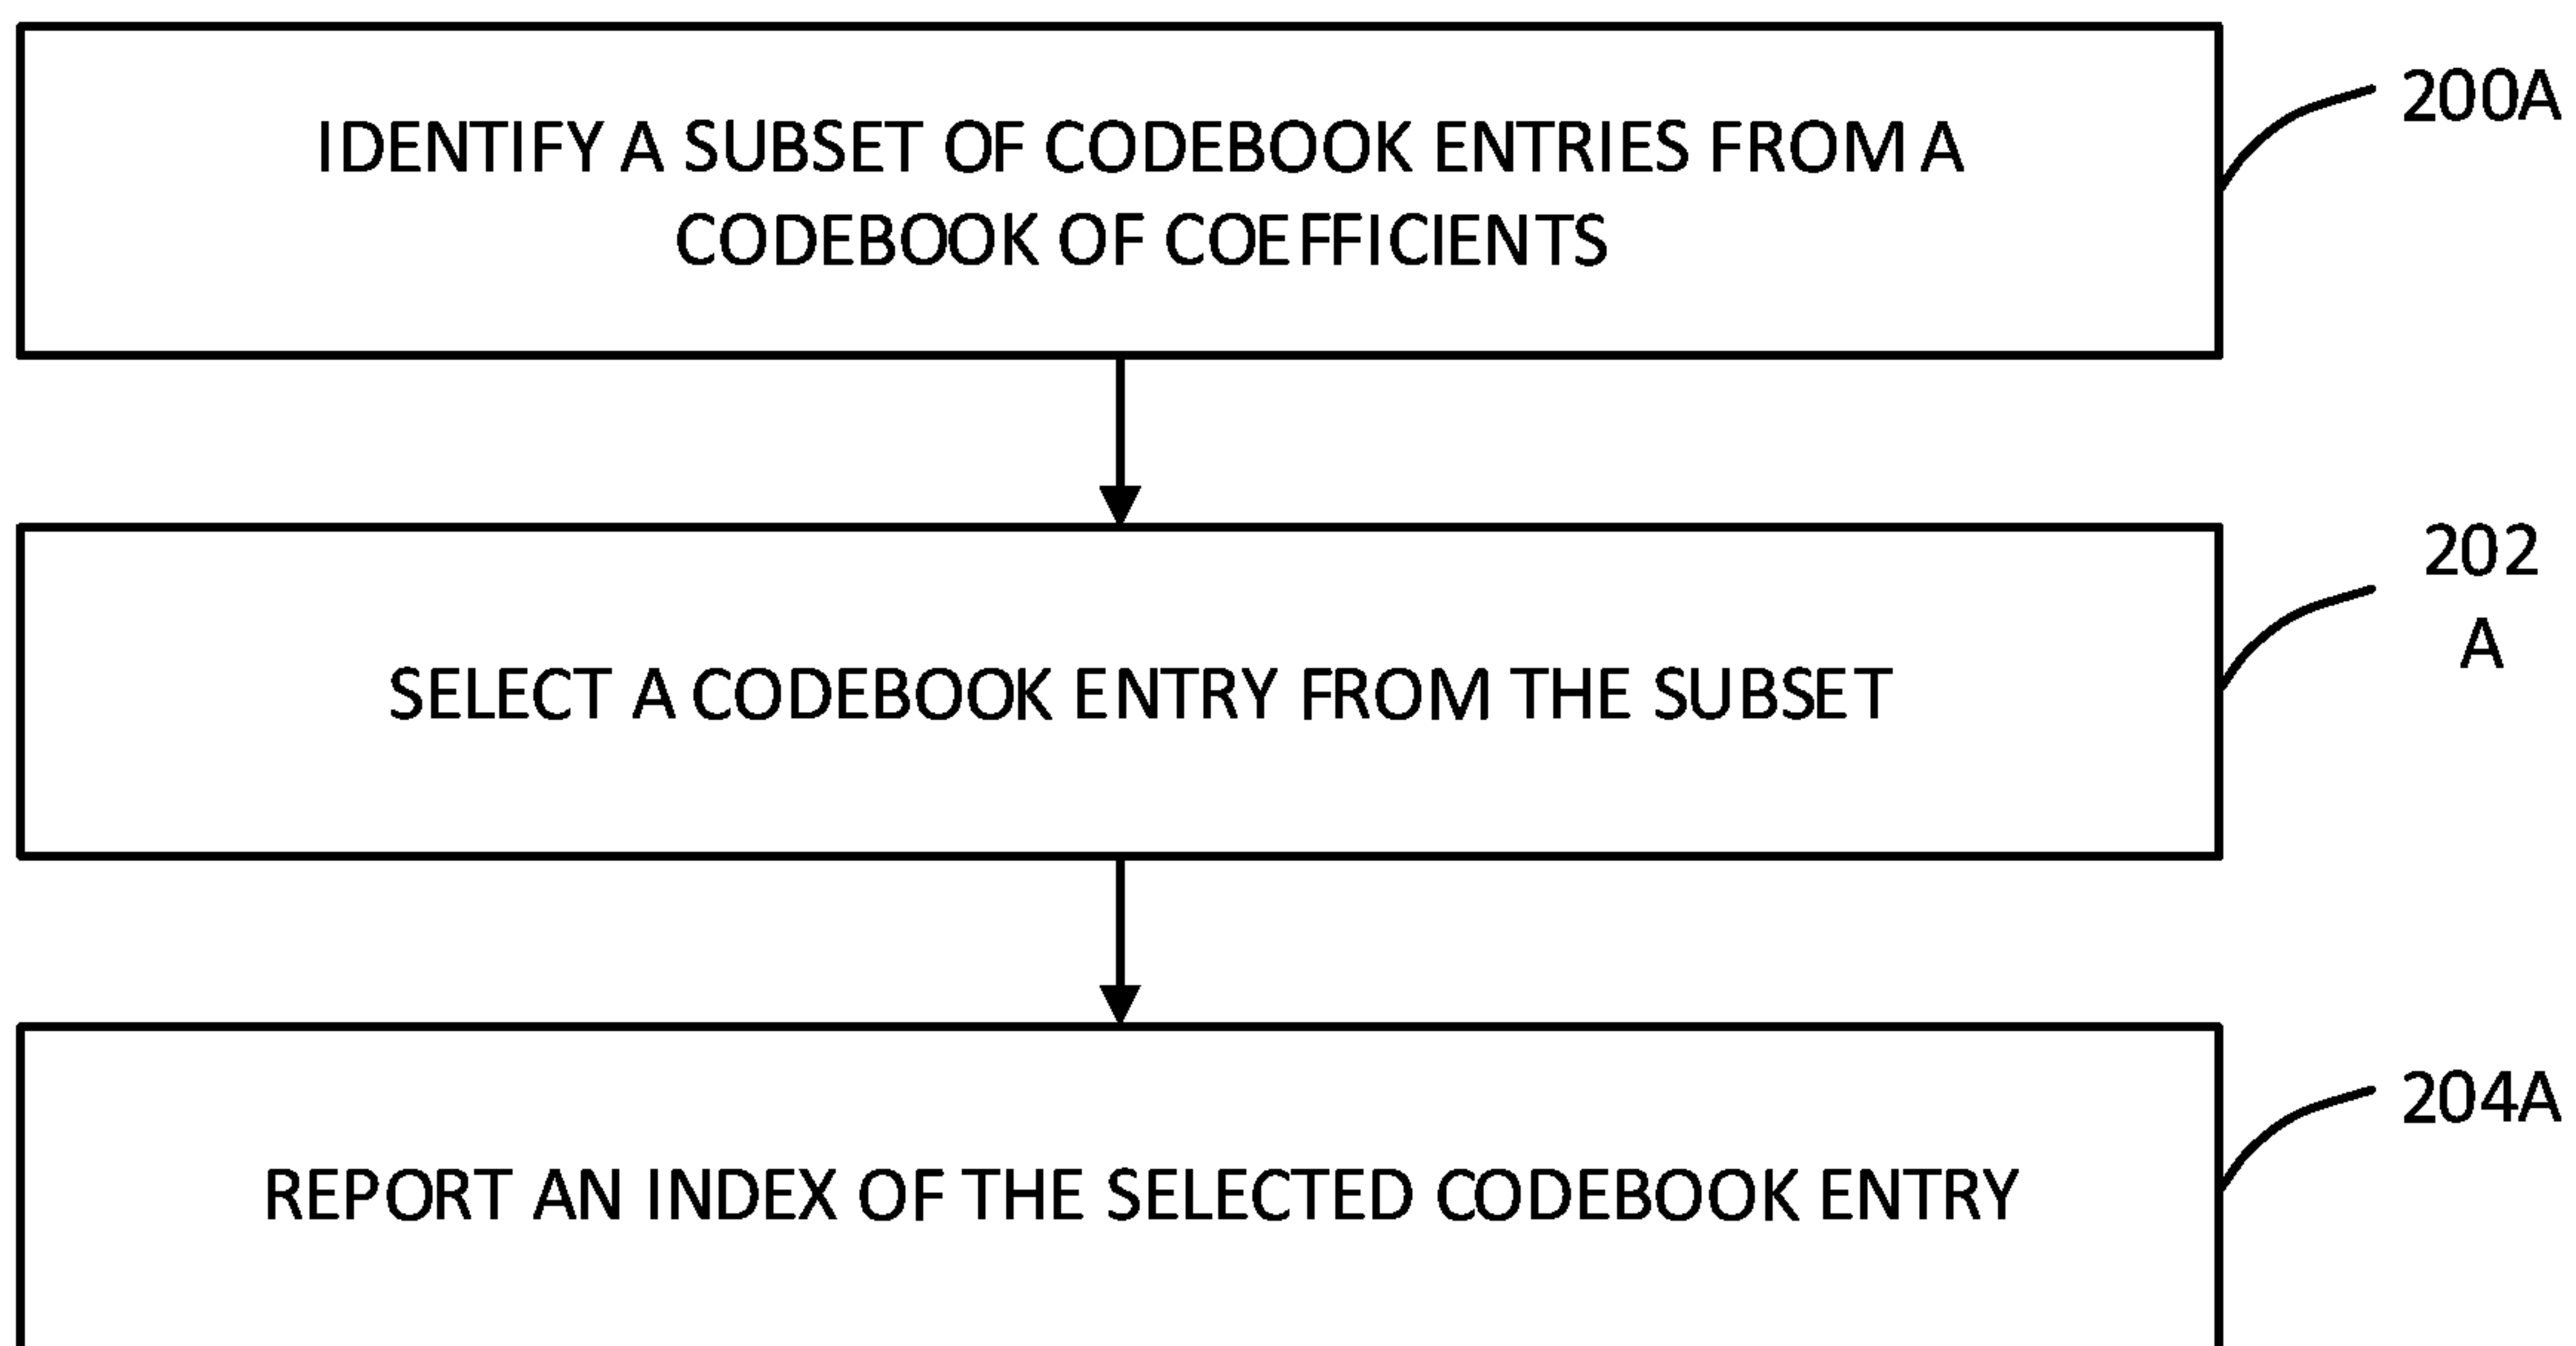 IDENTIFY A SUBSET OF CODEBOOK ENTRIES FROM A
CODEBOOK OF COEFFICIENTS
200A
202
A
SELECT A CODEBOOK ENTRY FROM THE SUBSET
204A
REPORT AN INDEX OF THE SELECTED CODEBOOK ENTRY